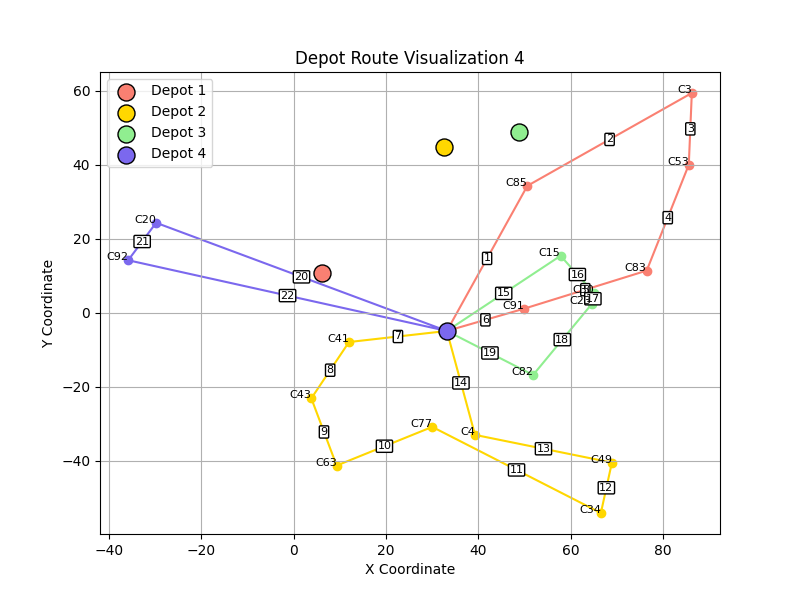 Depot Route Visualization 4
Depot 1
Depot 2
Depot 3
Depot 4
60
40
20
0
−20
−40
−40
−20
0
20
40
60
80
X Coordinate
Y Coordinate
C3
2
3
C53
C85
4
C20
21
C92
20
22
1
C15
16
C83
15
17
C91
6
C41
7
8
19
18
C82
14
C43
9
C77
C4
10
13
C63
11
C49
12
C34